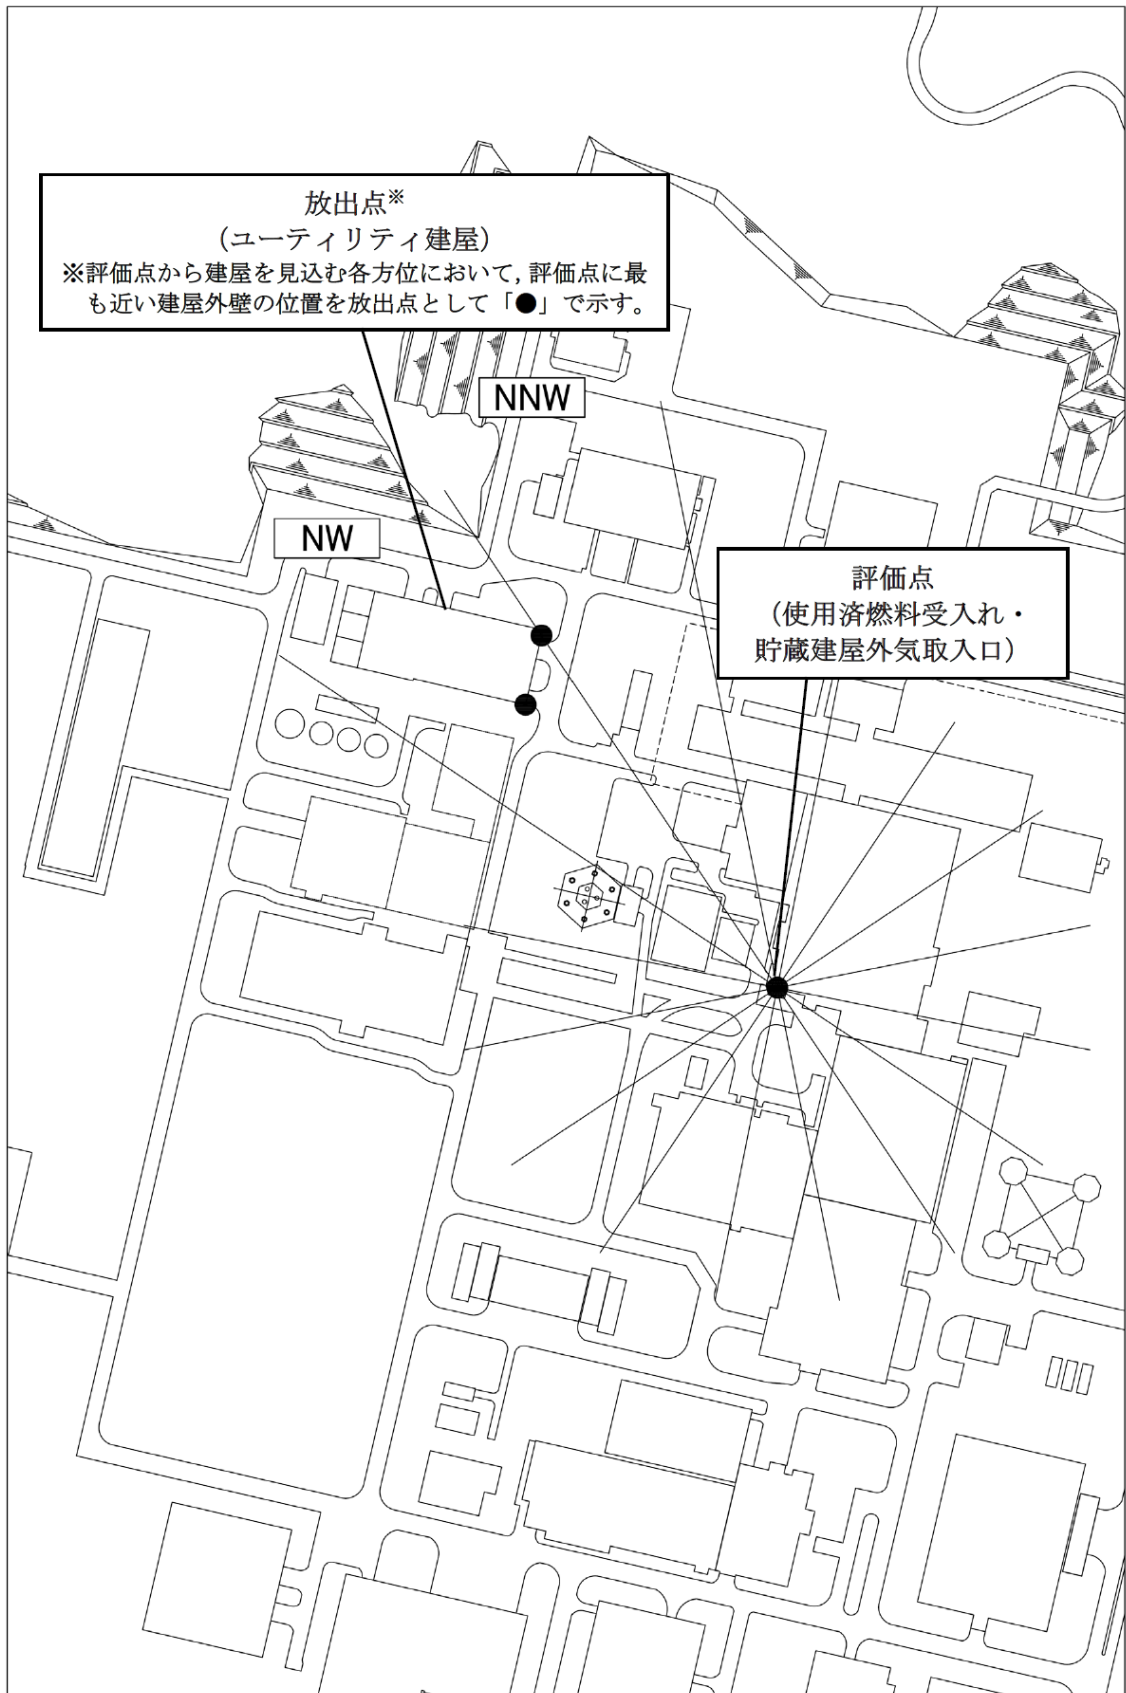 放出点※
(ユーティリティ建屋)
※評価点から建屋を見込む各方位において,評価点に最
も近い建屋外壁の位置を放出点として「●」で示す。
NNW
NW
評価点
(使用済燃料受入れ・
貯蔵建屋外気取入口)